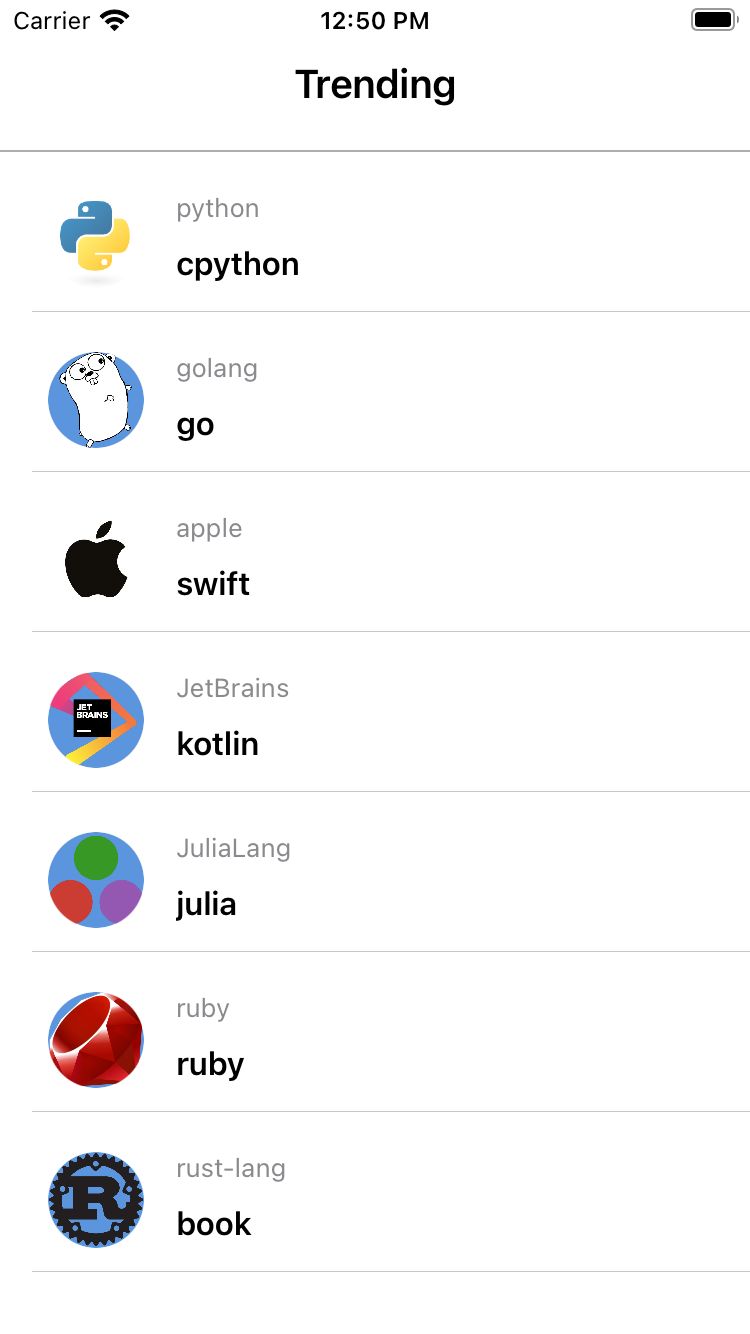 Carrier 12:50 PM
Trending
python
cpython
golang
go
apple
swift
JET
BRAINS
JetBrains
kotlin
JuliaLang
julia
ruby
ruby
R
rust-lang
book